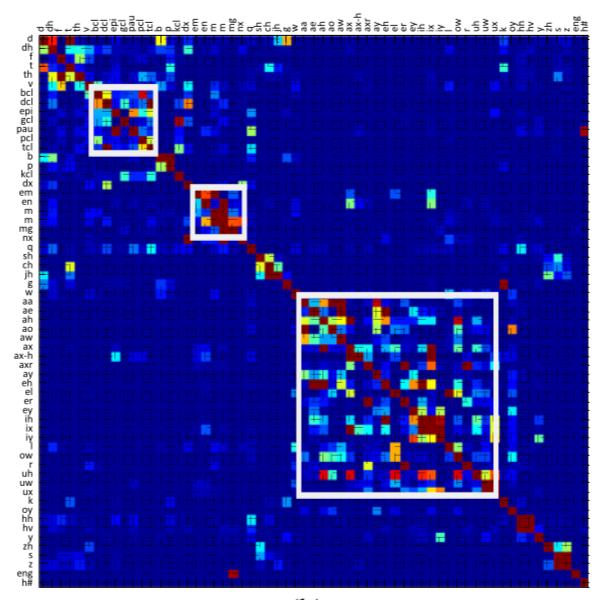 d dh f t th v bcl dcl epi gcl pau pcl tcl b p kcl dx em en m m mg nx q sh ch jh g w aa ae ah ao aw ax ax-h axr ay eh el er ey ih ix iy l ow r uh uw ux k oy hh hv y zh s z eng h#
d
dh
f
t
th
v
bcl
dcl
epi
gcl
pau
pcl
tcl
b
p
kcl
dx
em
en
m
m
mg
nx
q
sh
ch
jh
g
w
aa
ae
ah
ao
aw
ax
ax-h
axr
ay
eh
el
er
ey
ih
ix
iy
l
ow
r
uh
uw
ux
k
oy
hh
hv
y
zh
s
z
eng
h#